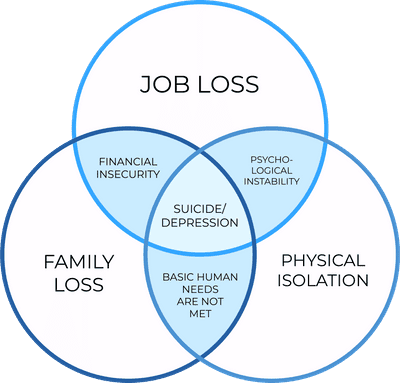 JOB LOSS
FINANCIAL
INSECURITY
PSYCHO-
LOGICAL
INSTABILITY
SUICIDE/
DEPRESSION
FAMILY
LOSS
PHYSICAL
ISOLATION
BASIC HUMAN
NEEDS
ARE NOT
MET